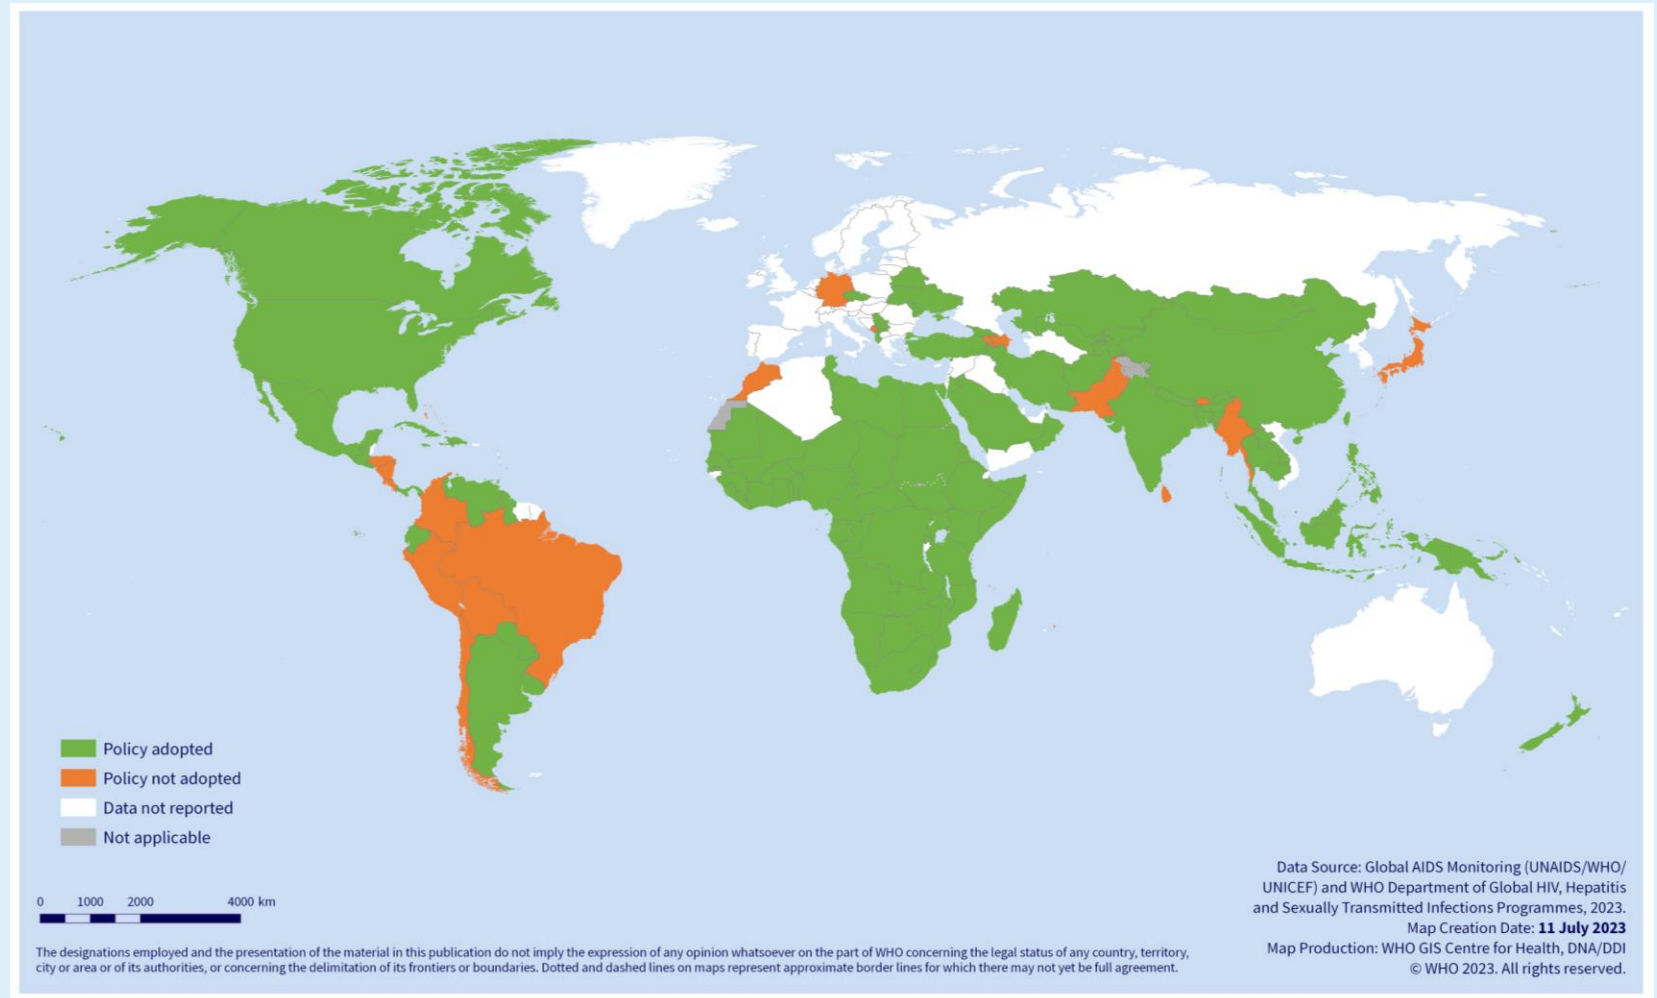 Policy adopted
Policy not adopted
Data not reported
Not applicable
0 1000 2000 4000 km
Data Source: Global AIDS Monitoring (UNAIDS/WHO/
UNICEF) and WHO Department of Global HIV, Hepatitis
and Sexually Transmitted Infections Programmes, 2023.
Map Creation Date: 11 July 2023
Map Production: WHO GIS Centre for Health, DNA/DDI
© WHO 2023. All rights reserved.
The designations employed and the presentation of the material in this publication do not imply the expression of any opinion whatsoever on the part of WHO concerning the legal status of any country, territory,
city or area or of its authorities, or concerning the delimitation of its frontiers or boundaries. Dotted and dashed lines on maps represent approximate border lines for which there may not yet be full agreement.